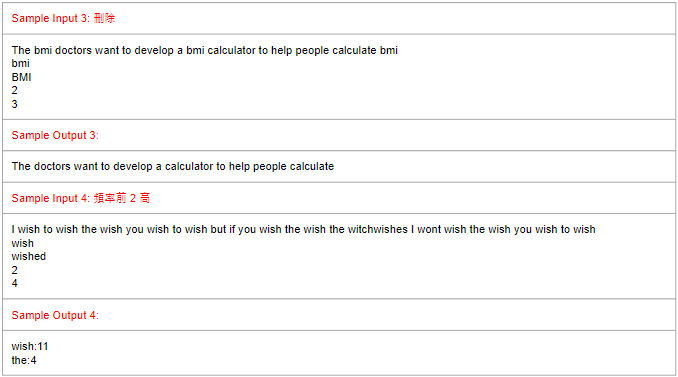 Sample Input 3: 刪除
The bmi doctors want to develop a bmi calculator to help people calculate bmi
bmi
BMI
2
3
Sample Output 3:
The doctors want to develop a calculator to help people calculate
Sample Input 4: 頻率前 2 高
I wish to wish the wish you wish to wish but if you wish the wish the witchwishes I wont wish the wish you wish to wish
wish
wished
2
4
Sample Output 4:
wish:11
the:4